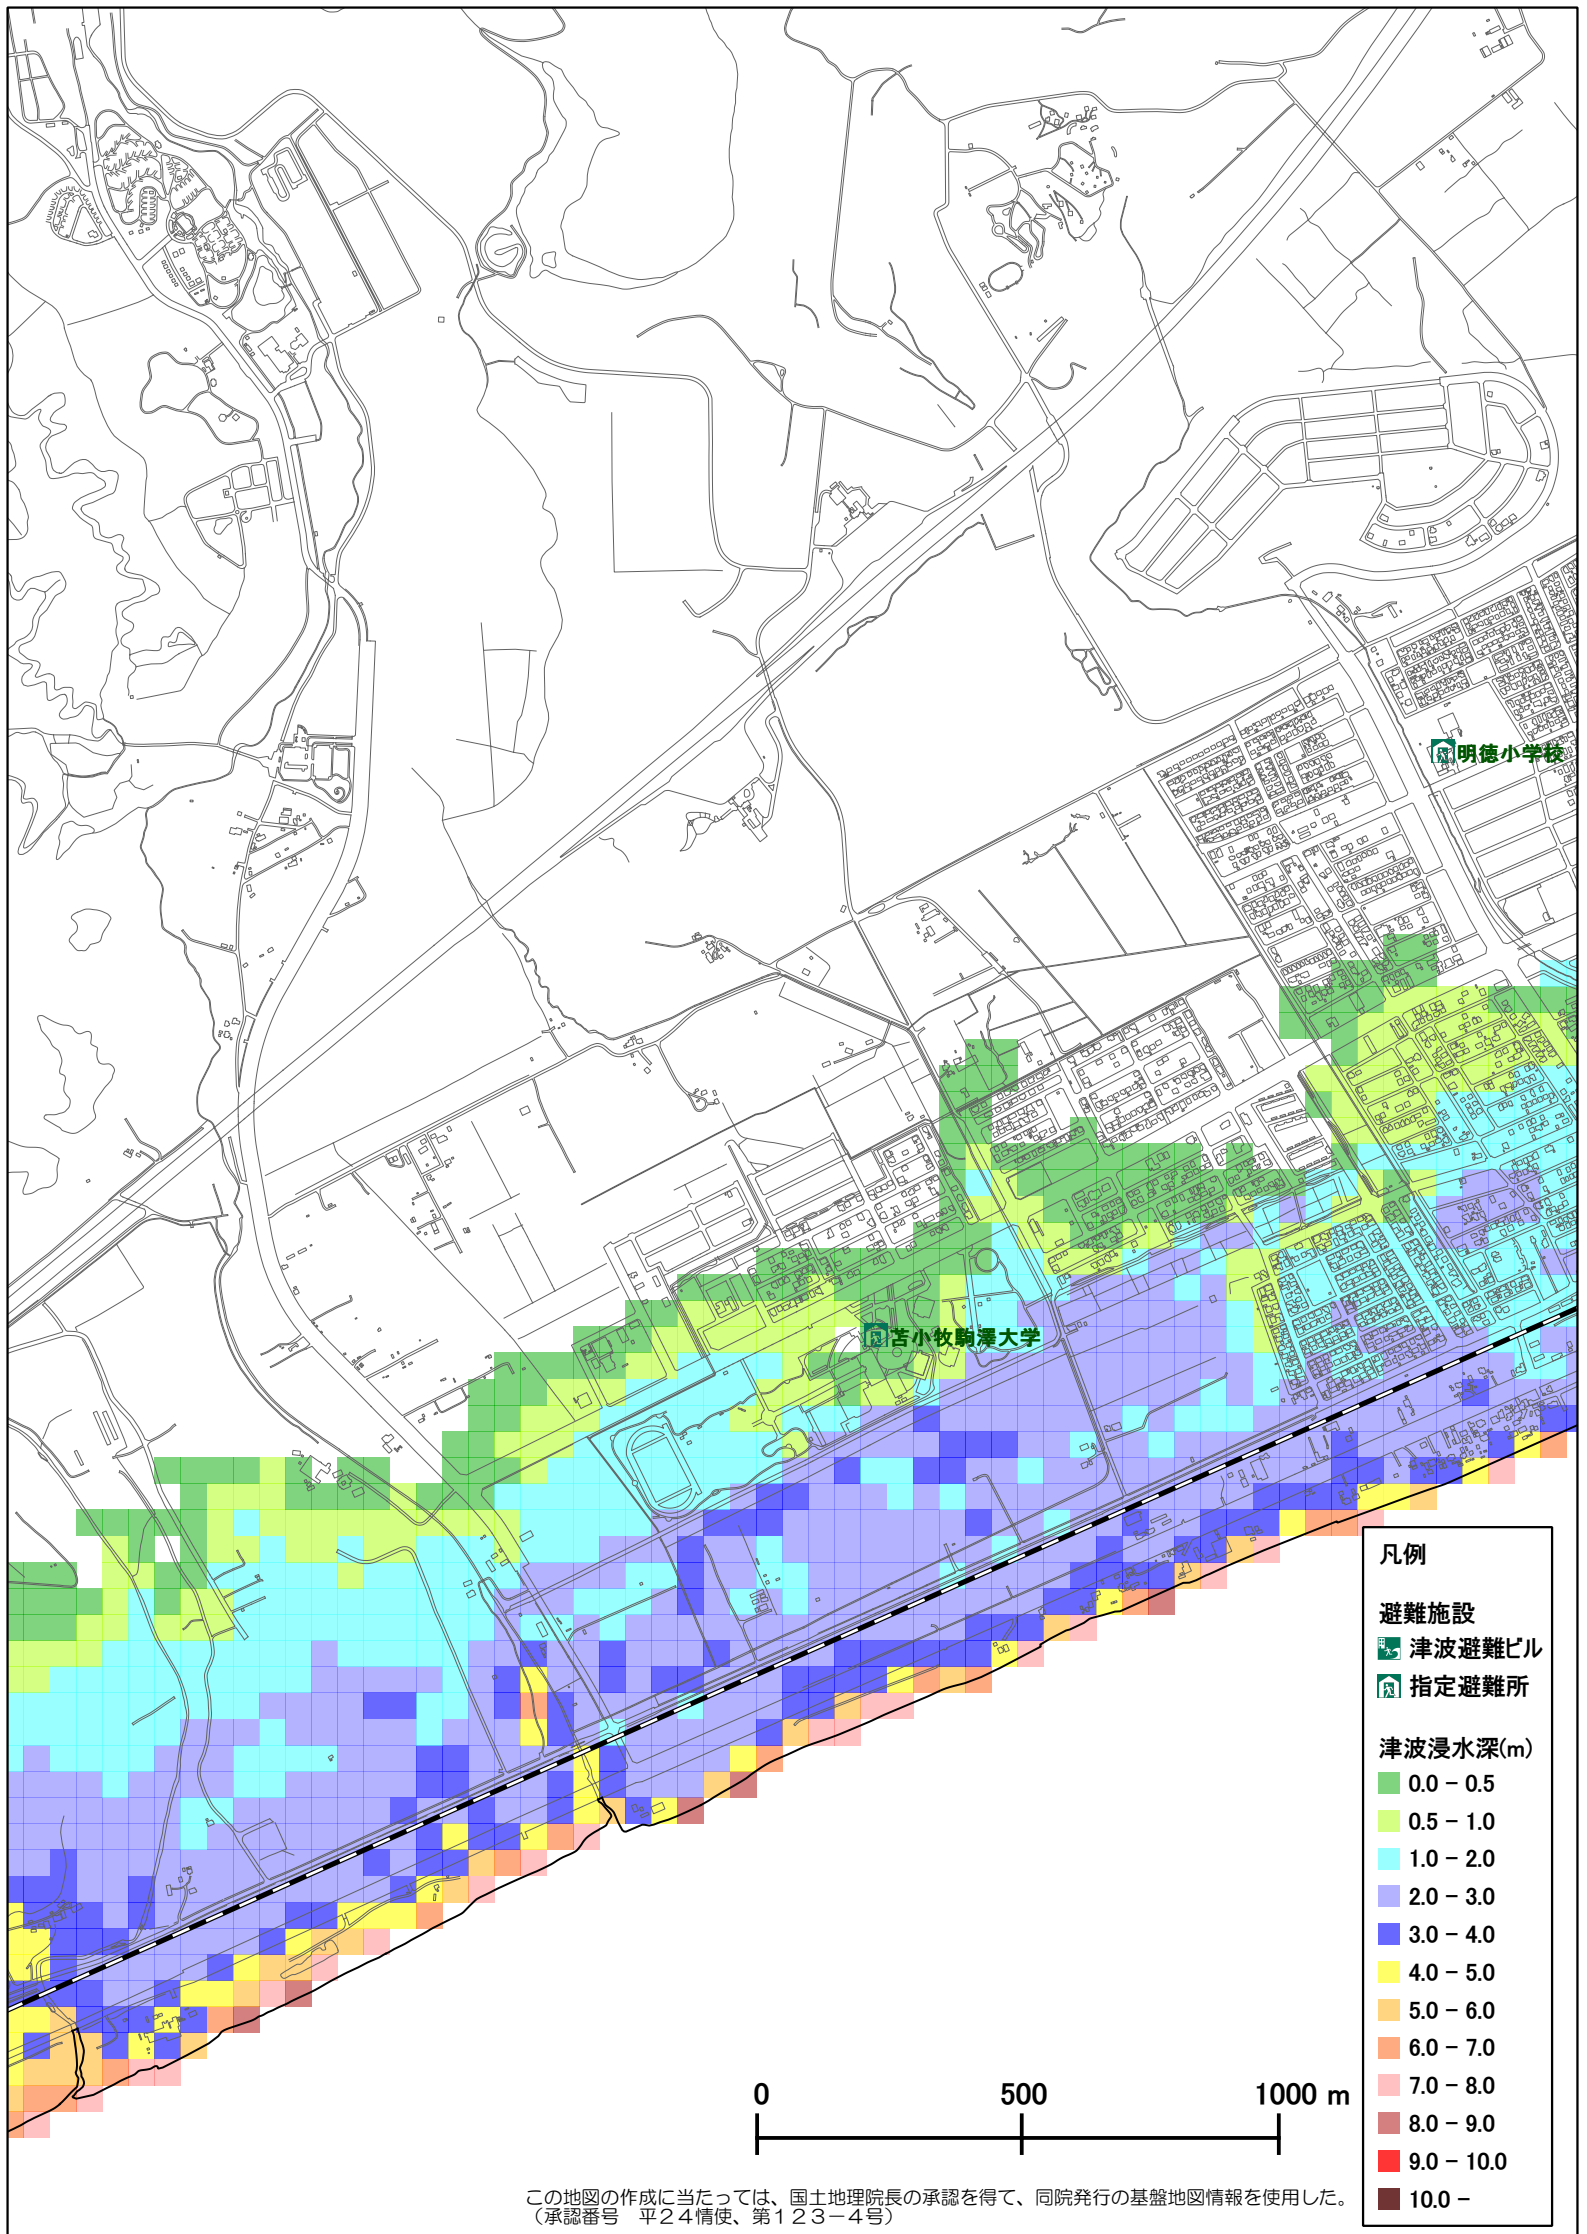 明徳小学校
苫小牧駒澤大学
凡例
避難施設
津波避難ビル
指定避難所
津波浸水深(m)
0.0 - 0.5
0.5 - 1.0
1.0 - 2.0
2.0 - 3.0
3.0 - 4.0
4.0 - 5.0
5.0 - 6.0
6.0 - 7.0
7.0 - 8.0
8.0 - 9.0
9.0 - 10.0
10.0 -
0 500 1000 m
この地図の作成に当たっては、国土地理院長の承認を得て、同院発行の基盤地図情報を使用した。
（承認番号　平２４情使、第１２３－４号）